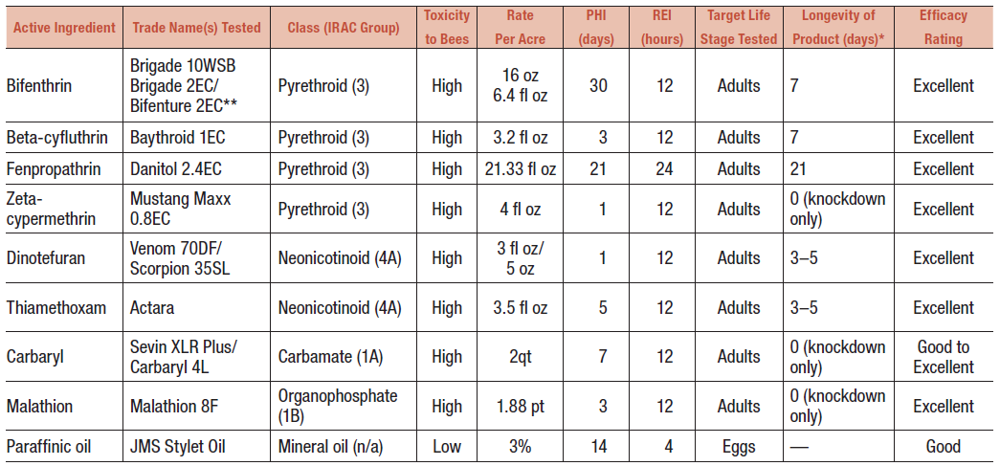 Active Ingredient Trade Name(s) Tested Class (IRAC Group) Toxicity to Bees Rate Per Acre PHI (days) REI (hours) Target Life Stage Tested Longevity of Product (days)* Efficacy Rating
Bifenthrin Brigade 10WSB Brigade 2EC/ Bifenture 2EC** Pyrethroid (3) High 16 oz 6.4 fl oz 30 12 Adults 7 Excellent
Beta-cyfluthrin Baythroid 1EC Pyrethroid (3) High 3.2 fl oz 3 12 Adults 7 Excellent
Fenpropathrin Danitol 2.4EC Pyrethroid (3) High 21.33 fl oz 21 24 Adults 21 Excellent
Zeta-cypermethrin Mustang Maxx 0.8EC Pyrethroid (3) High 4 fl oz 1 12 Adults 0 (knockdown only) Excellent
Dinotefuran Venom 70DF/ Scorpion 35SL Neonicotinoid (4A) High 3 fl oz/ 5 oz 1 12 Adults 3–5 Excellent
Thiamethoxam Actara Neonicotinoid (4A) High 3.5 fl oz 5 12 Adults 3–5 Excellent
Carbaryl Sevin XLR Plus/ Carbaryl 4L Carbamate (1A) High 2qt 7 12 Adults 0 (knockdown only) Good to Excellent
Malathion Malathion 8F Organophosphate (1B) High 1.88 pt 3 12 Adults 0 (knockdown only) Excellent
Paraffinic oil JMS Stylet Oil Mineral oil (n/a) Low 3% 14 4 Eggs — Good